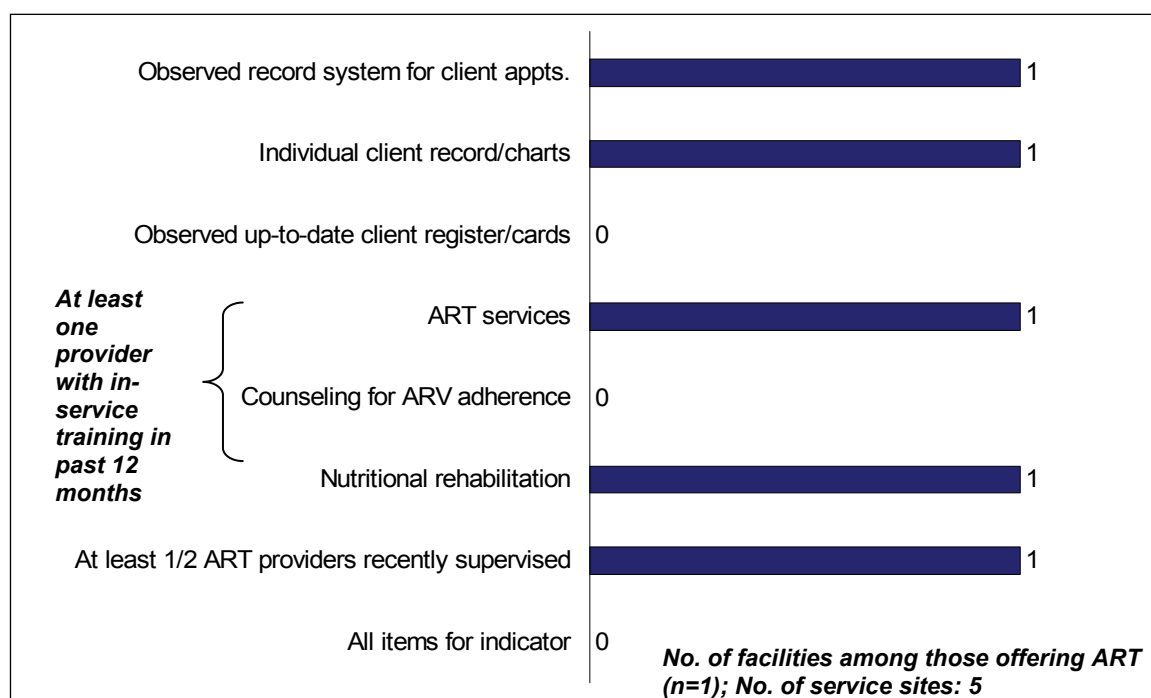 Observed record system for client appts. 1
Individual client record/charts 1
Observed up-to-date client register/cards 0
At least
one
provider
with in-
service
training in
past 12
months
ART services 1
Counseling for ARV adherence 0
Nutritional rehabilitation 1
At least 1/2 ART providers recently supervised 1
All items for indicator 0
No. of facilities among those offering ART
(n=1); No. of service sites: 5